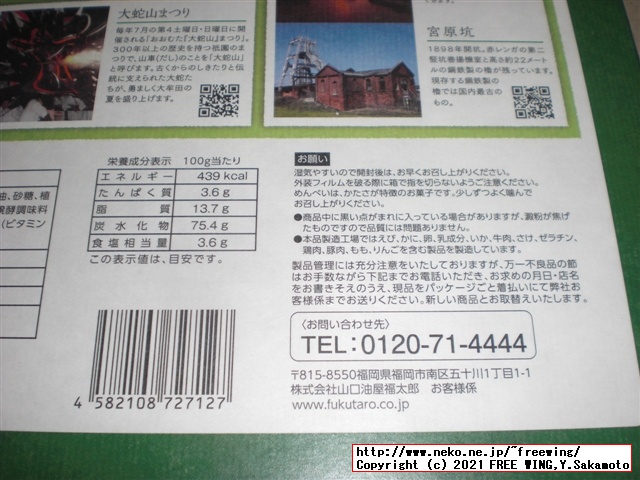 大蛇山まつり
毎年7月の第4土曜日・日曜日に開
催される「おおむた『大蛇山』まつり」。
300年以上の歴史を持つ祇園のま
つりで、山車(だし)のことを「大蛇山」
と呼びます。古くからのしきたりと伝
統に支えられた大蛇た
ちが、勇ましく大牟田の
夏を盛り上げます。
宮原坑
1898年開坑。赤レンガの第二
竪坑巻揚機室と高さ約22メート
ルの鋼鉄製の櫓が残っています。
現存する鋼鉄製の
櫓では国内最古の
もの。
油、砂糖、植
発酵調味料
(ビタミン
栄養成分表示 100g当たり
エネルギー 439 kcal
たんぱく質 3.6 g
脂質 13.7 g
炭水化物 75.4 g
食塩相当量 3.6 g
この表示値は、目安です。
お願い
湿気やすいので開封後は、お早くお召し上がりください。
外装フィルムを破る際に箱で指を切らないようご注意ください。
めんべいは、かたさが特徴のお菓子です。少しずつよく噛んで
お召し上がりください。
●商品中に黒い点がまれに入っている場合がありますが、澱粉が焦げ
たものですので品質には問題ありません。
●本品製造工場ではえび、かに、卵、乳成分、いか、牛肉、さけ、ゼラチン、
鶏肉、豚肉、もも、りんごを含む製品を製造しています。
製品管理には充分注意をいたしておりますが、万一不良品の節
はお手数ながら下記までお電話いただき、お求めの月日・店名
をお書きそえのうえ、現品をパッケージごと着払いにて弊社お
客様係までお送りください。新しい商品とお取替えいたします。
〈お問い合わせ先〉
TEL:0120-71-4444
〒815-8550福岡県福岡市南区五十川1丁目1-1
株式会社山口油屋福太郎 お客様係
www.fukutaro.co.jp
4 582108 727127
http://www.neko.ne.jp/~freewing/
Copyright (c) 2021 FREE WING,Y.Sakamoto